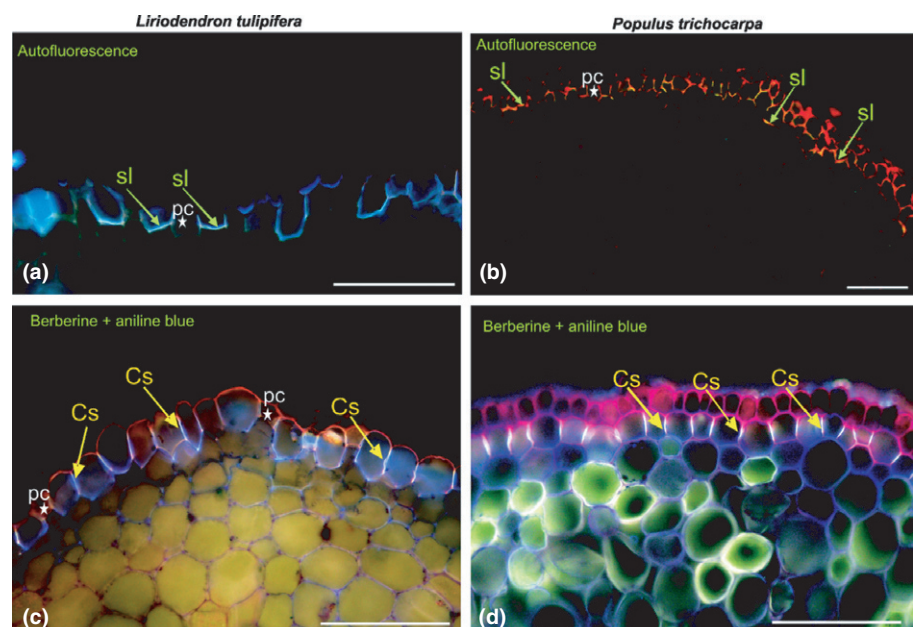 Liriodendron tulipifera
Populus trichocarpa
Autofluorescence
sl
sl
pc
(a)
Autofluorescence
sl
pc
sl
sl
(b)
Berberine + aniline blue
Cs
Cs
pc
Cs
pc
(c)
Berberine + aniline blue
Cs
Cs
Cs
(d)